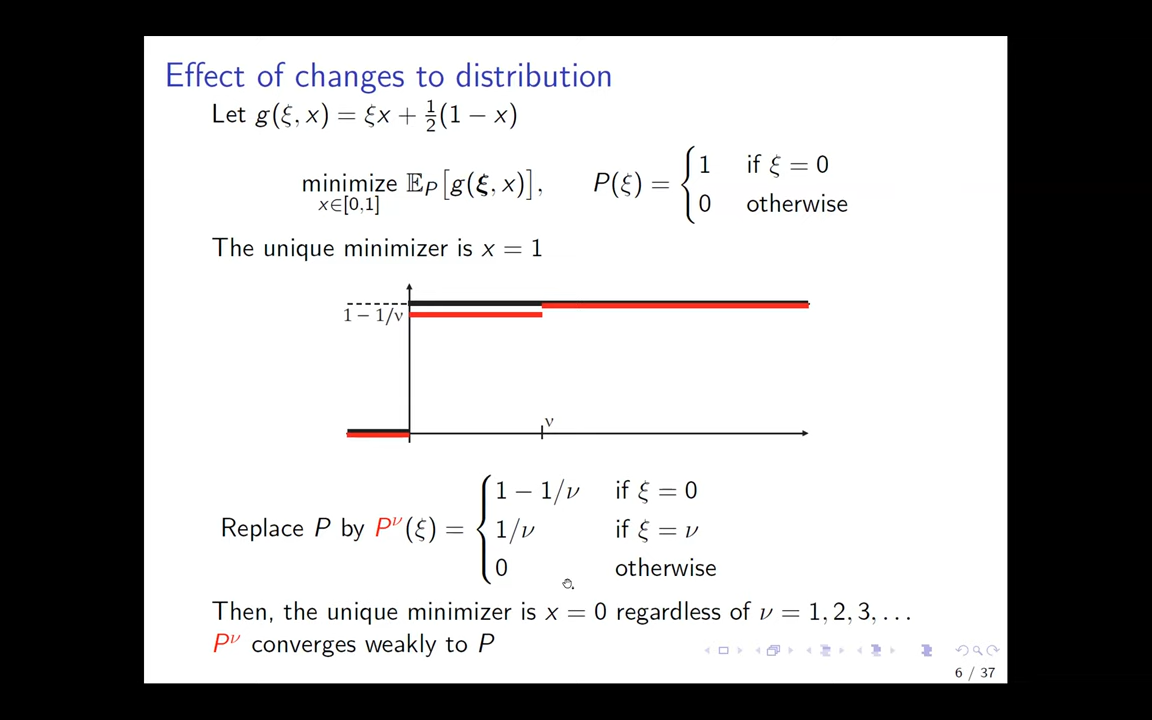 Effect of changes to distribution
Let g(ξ, x) = ξx + ½(1 − x)
minimize 𝔼_P[g(ξ, x)], P(ξ) = { 1 if ξ = 0
x∈[0,1] 0 otherwise
The unique minimizer is x = 1
1 − 1/ν
ν
Replace P by P^ν(ξ) = { 1 − 1/ν if ξ = 0
1/ν if ξ = ν
0 otherwise
Then, the unique minimizer is x = 0 regardless of ν = 1, 2, 3, . . .
P^ν converges weakly to P
6 / 37